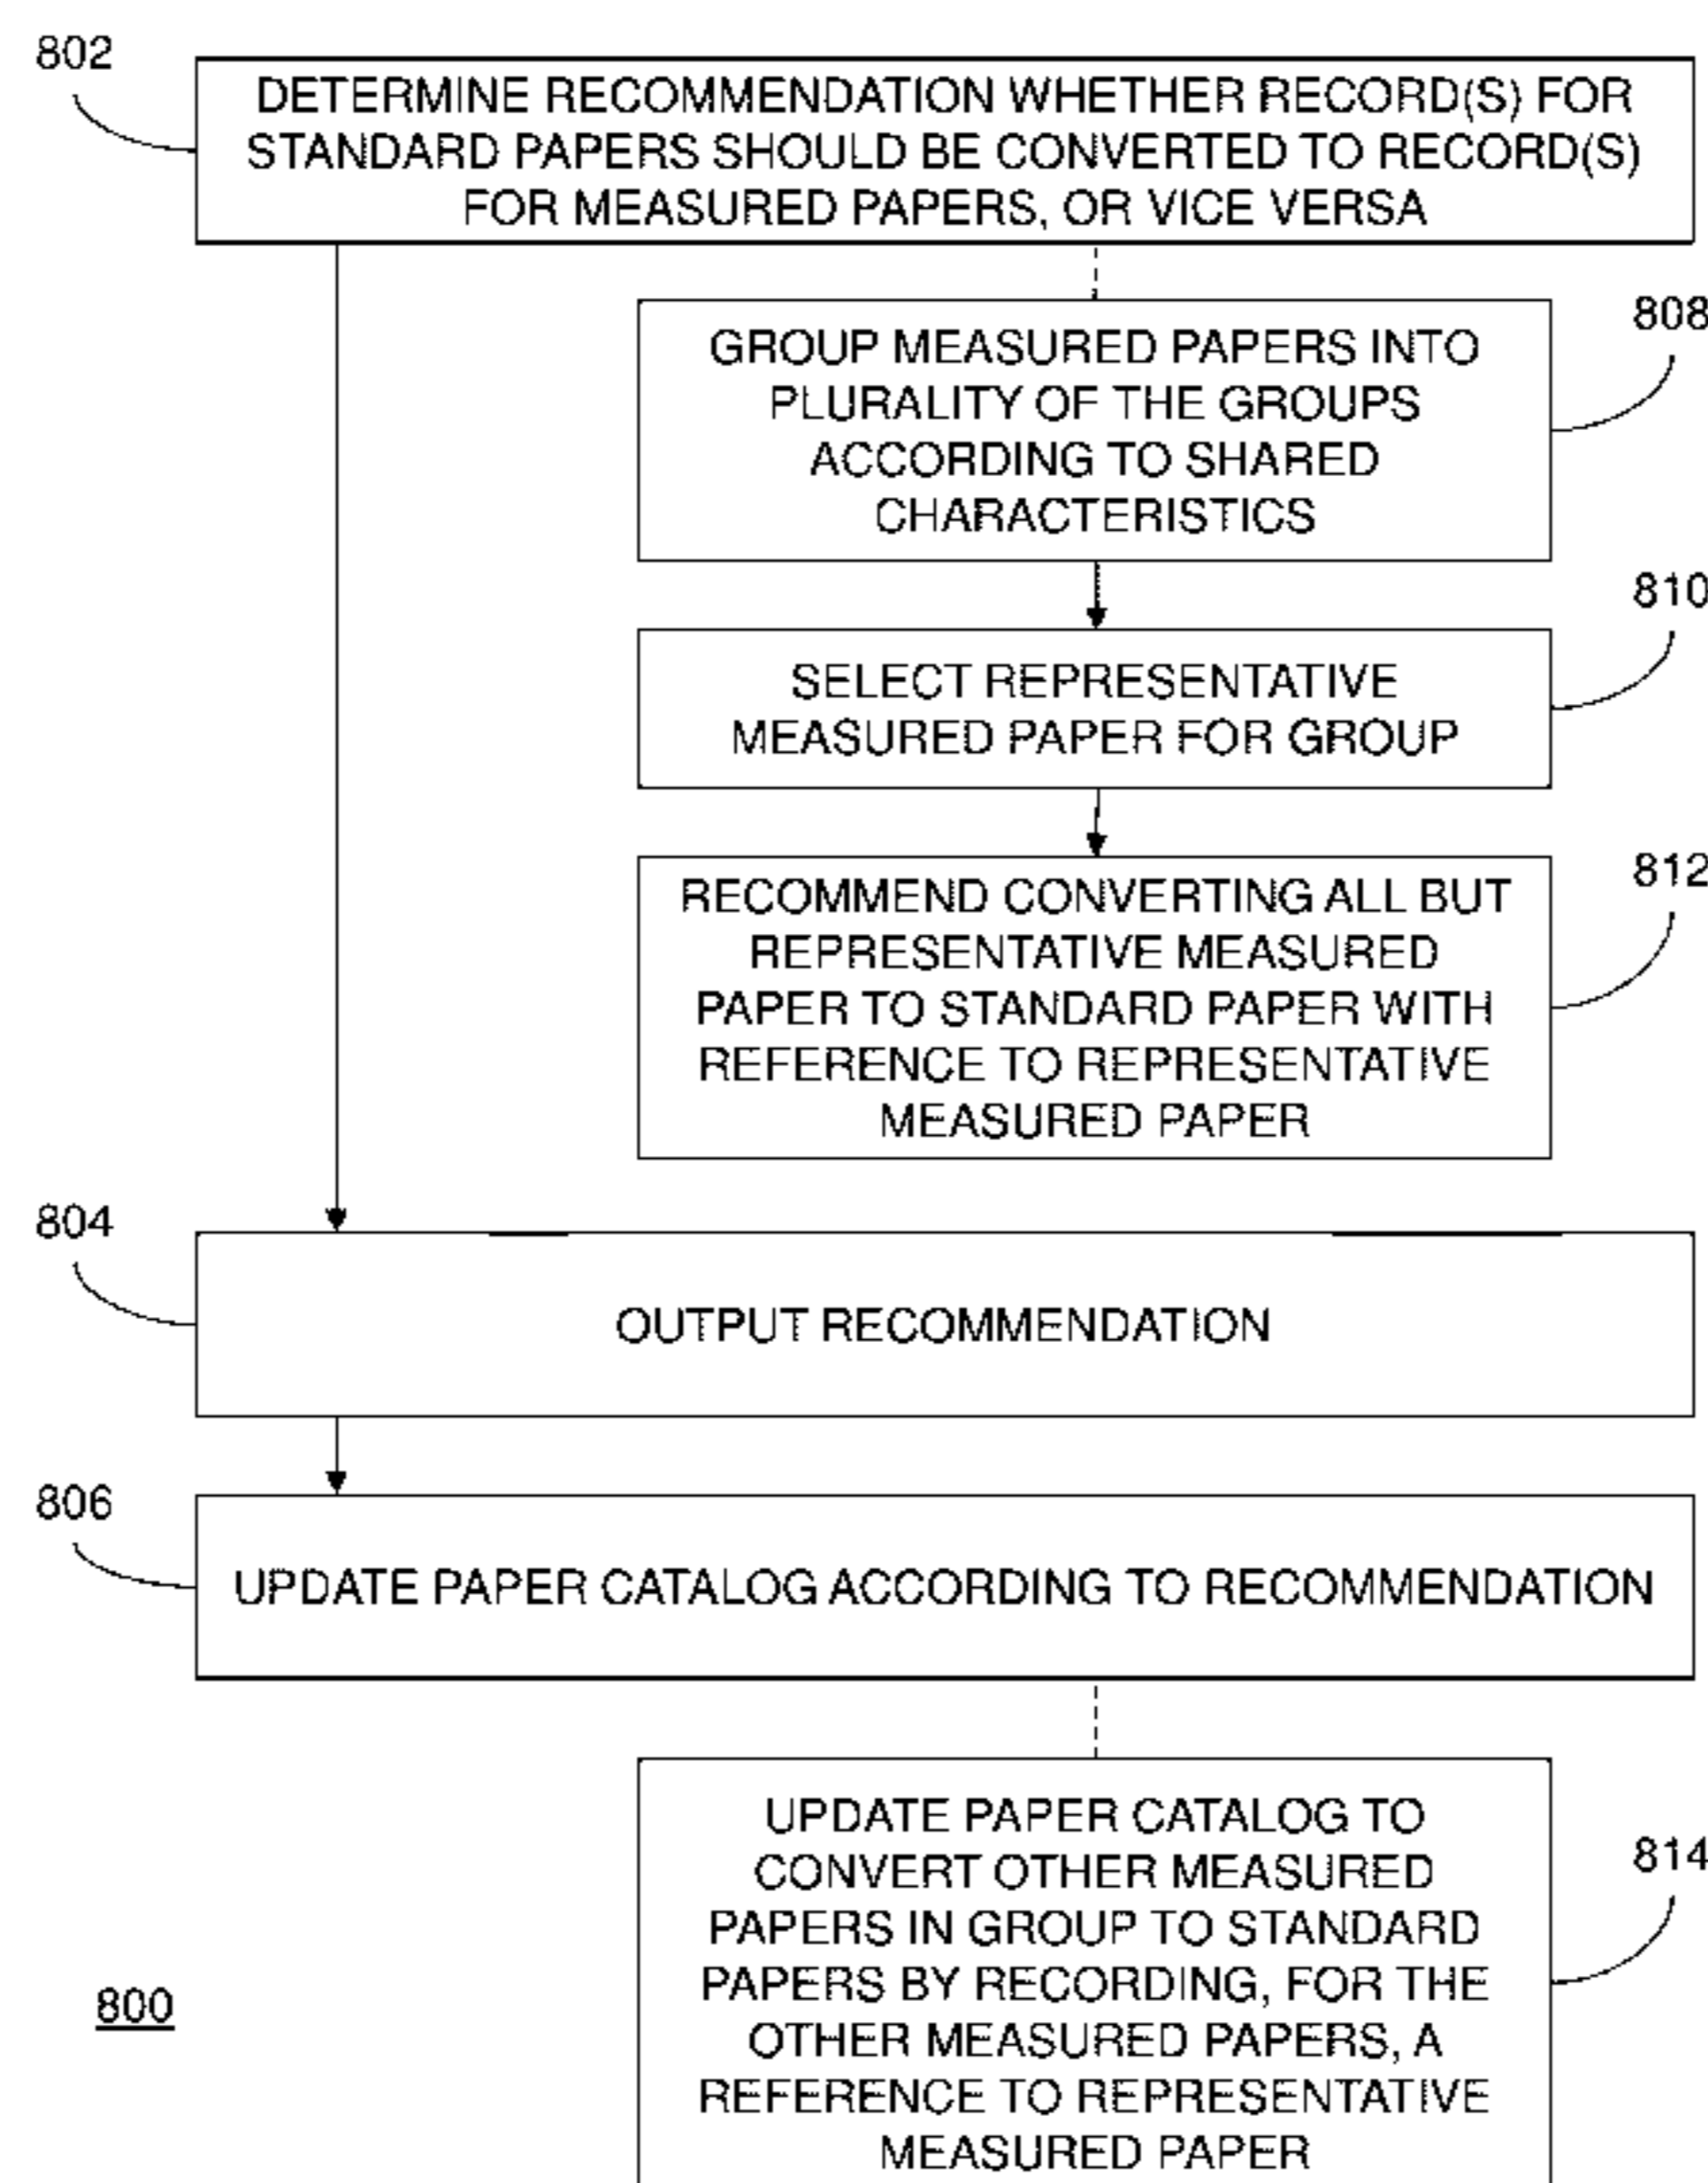 802
DETERMINE RECOMMENDATION WHETHER RECORD(S) FOR
STANDARD PAPERS SHOULD BE CONVERTED TO RECORD(S)
FOR MEASURED PAPERS, OR VICE VERSA
808
GROUP MEASURED PAPERS INTO
PLURALITY OF THE GROUPS
ACCORDING TO SHARED
CHARACTERISTICS
810
SELECT REPRESENTATIVE
MEASURED PAPER FOR GROUP
812
RECOMMEND CONVERTING ALL BUT
REPRESENTATIVE MEASURED
PAPER TO STANDARD PAPER WITH
REFERENCE TO REPRESENTATIVE
MEASURED PAPER
804
OUTPUT RECOMMENDATION
806
UPDATE PAPER CATALOG ACCORDING TO RECOMMENDATION
814
UPDATE PAPER CATALOG TO
CONVERT OTHER MEASURED
PAPERS IN GROUP TO STANDARD
PAPERS BY RECORDING, FOR THE
OTHER MEASURED PAPERS, A
REFERENCE TO REPRESENTATIVE
MEASURED PAPER
800